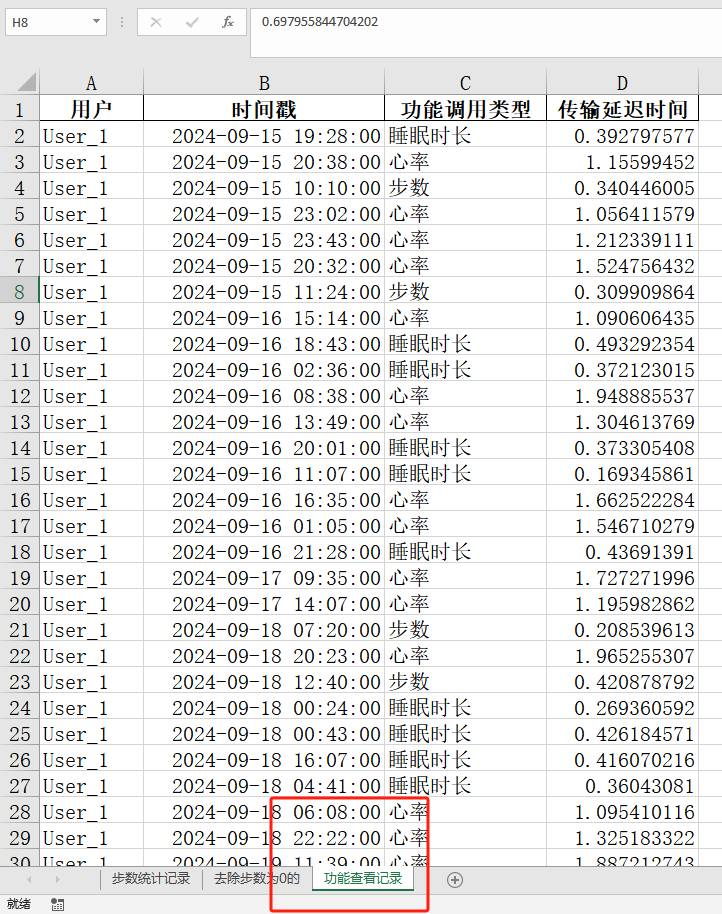 H8 fx 0.697955844704202
A B C D
1 用户 时间戳 功能调用类型 传输延迟时间
2 User_1 2024-09-15 19:28:00 睡眠时长 0.392797577
3 User_1 2024-09-15 20:38:00 心率 1.15599452
4 User_1 2024-09-15 10:10:00 步数 0.340446005
5 User_1 2024-09-15 23:02:00 心率 1.056411579
6 User_1 2024-09-15 23:43:00 心率 1.212339111
7 User_1 2024-09-15 20:32:00 心率 1.524756432
8 User_1 2024-09-15 11:24:00 步数 0.309909864
9 User_1 2024-09-16 15:14:00 心率 1.090606435
10 User_1 2024-09-16 18:43:00 睡眠时长 0.493292354
11 User_1 2024-09-16 02:36:00 睡眠时长 0.372123015
12 User_1 2024-09-16 08:38:00 心率 1.948885537
13 User_1 2024-09-16 13:49:00 心率 1.304613769
14 User_1 2024-09-16 20:01:00 睡眠时长 0.373305408
15 User_1 2024-09-16 11:07:00 睡眠时长 0.169345861
16 User_1 2024-09-16 16:35:00 心率 1.662522284
17 User_1 2024-09-16 01:05:00 心率 1.546710279
18 User_1 2024-09-16 21:28:00 睡眠时长 0.43691391
19 User_1 2024-09-17 09:35:00 心率 1.727271996
20 User_1 2024-09-17 14:07:00 心率 1.195982862
21 User_1 2024-09-18 07:20:00 步数 0.208539613
22 User_1 2024-09-18 20:23:00 心率 1.965255307
23 User_1 2024-09-18 12:40:00 步数 0.420878792
24 User_1 2024-09-18 00:24:00 睡眠时长 0.269360592
25 User_1 2024-09-18 00:43:00 睡眠时长 0.426184571
26 User_1 2024-09-18 16:07:00 睡眠时长 0.416070216
27 User_1 2024-09-18 04:41:00 睡眠时长 0.36043081
28 User_1 2024-09-18 06:08:00 心率 1.095410116
29 User_1 2024-09-18 22:22:00 心率 1.325183322
30 User_1 2024-09-19 11:39:00 心率 1.887212743
步数统计记录 去除步数为0的 功能查看记录
就绪